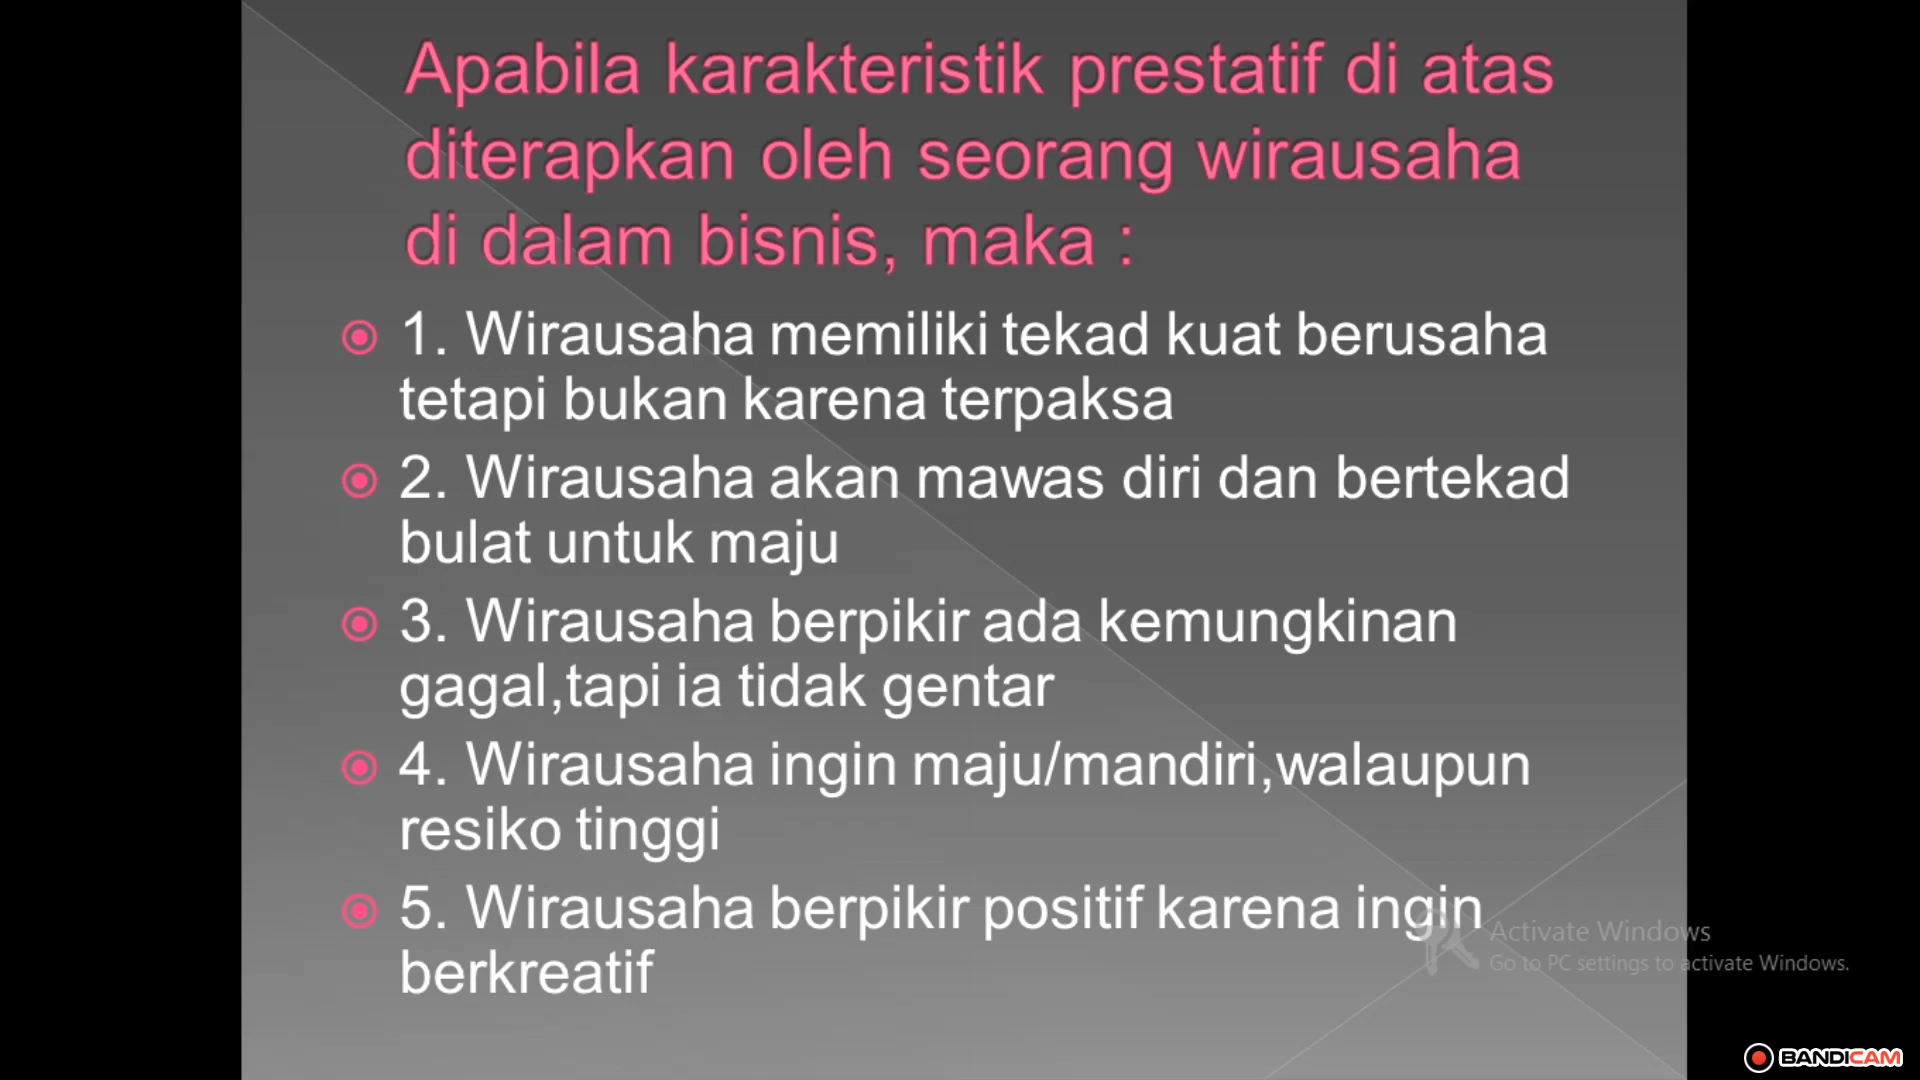 Apabila karakteristik prestatif di atas
diterapkan oleh seorang wirausaha
di dalam bisnis, maka :
1. Wirausaha memiliki tekad kuat berusaha
tetapi bukan karena terpaksa
2. Wirausaha akan mawas diri dan bertekad
bulat untuk maju
3. Wirausaha berpikir ada kemungkinan
gagal,tapi ia tidak gentar
4. Wirausaha ingin maju/mandiri,walaupun
resiko tinggi
5. Wirausaha berpikir positif karena ingin
berkreatif
Activate Windows
Go to PC settings to activate Windows.
BANDICAM